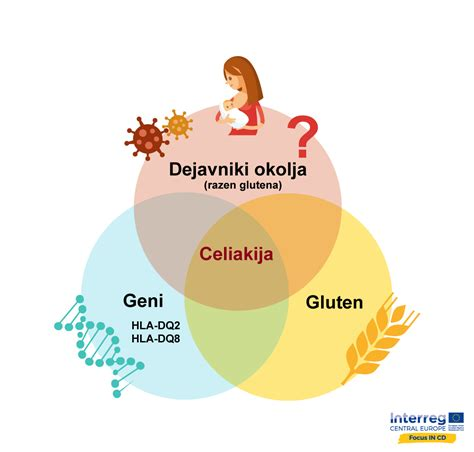 ?
Dejavniki okolja
(razen glutena)
Celiakija
Geni
HLA-DQ2
HLA-DQ8
Gluten
Interreg
CENTRAL EUROPE
Focus IN CD